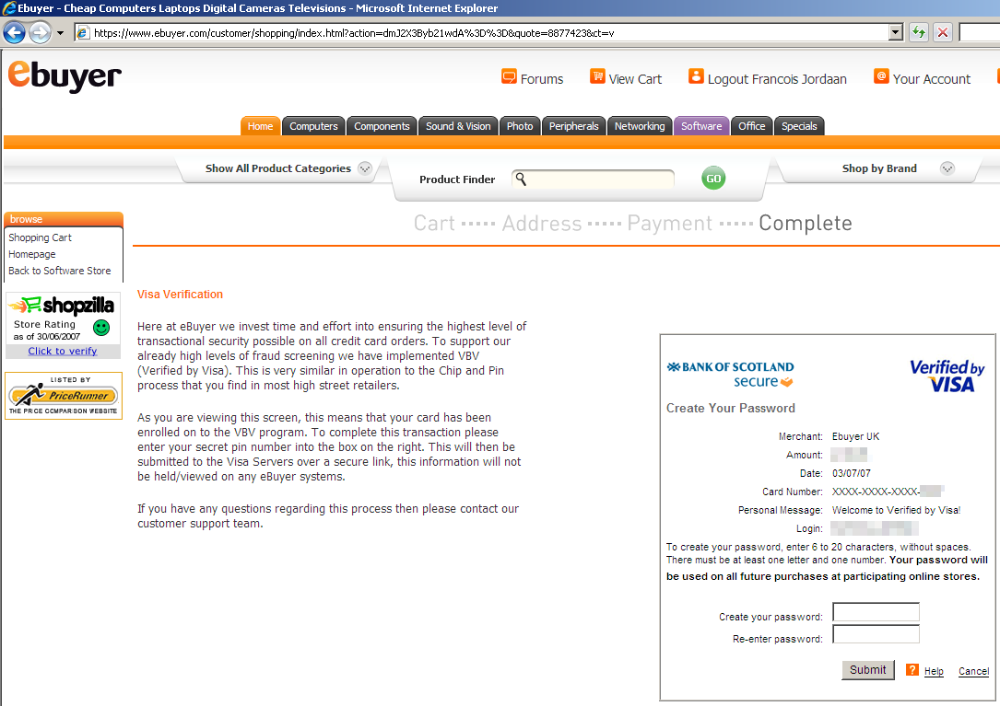 Ebuyer - Cheap Computers Laptops Digital Cameras Televisions - Microsoft Internet Explorer
https://www.ebuyer.com/customer/shopping/index.html?action=dmJ2X3Byb21wdA%3D%3D&quote=8877423&ct=v
ebuyer
Forums View Cart Logout Francois Jordaan Your Account
Home Computers Components Sound & Vision Photo Peripherals Networking Software Office Specials
Show All Product Categories Product Finder GO Shop by Brand
Cart ····· Address ····· Payment ····· Complete
browse
Shopping Cart
Homepage
Back to Software Store
shopzilla
Store Rating
as of 30/06/2007
Click to verify
LISTED BY
PriceRunner
THE PRICE COMPARISON WEBSITE
Visa Verification
Here at eBuyer we invest time and effort into ensuring the highest level of
transactional security possible on all credit card orders. To support our
already high levels of fraud screening we have implemented VBV
(Verified by Visa). This is very similar in operation to the Chip and Pin
process that you find in most high street retailers.
As you are viewing this screen, this means that your card has been
enrolled on to the VBV program. To complete this transaction please
enter your secret pin number into the box on the right. This will then be
submitted to the Visa Servers over a secure link, this information will not
be held/viewed on any eBuyer systems.
If you have any questions regarding this process then please contact our
customer support team.
BANK OF SCOTLAND
secure
Verified by
VISA
Create Your Password
Merchant: Ebuyer UK
Amount:
Date: 03/07/07
Card Number: XXXX-XXXX-XXXX-
Personal Message: Welcome to Verified by Visa!
Login:
To create your password, enter 6 to 20 characters, without spaces.
There must be at least one letter and one number. Your password will
be used on all future purchases at participating online stores.
Create your password:
Re-enter password:
Submit ? Help Cancel